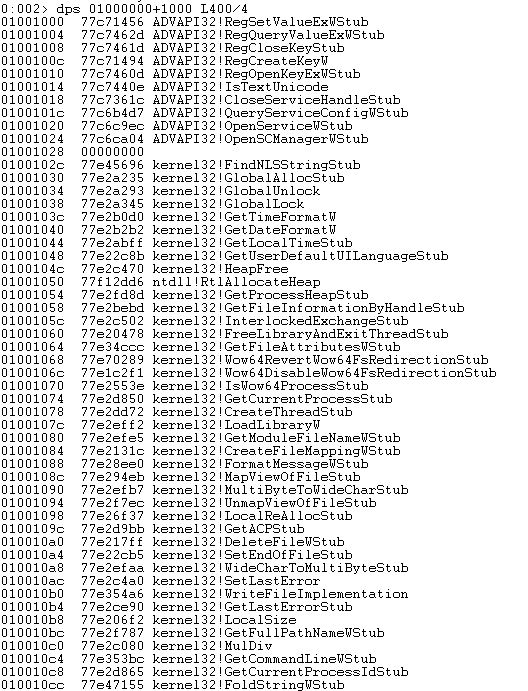 0:002> dps 01000000+1000 L400/4
01001000  77c71456 ADVAPI32!RegSetValueExWStub
01001004  77c7462d ADVAPI32!RegQueryValueExWStub
01001008  77c7461d ADVAPI32!RegCloseKeyStub
0100100c  77c71494 ADVAPI32!RegCreateKeyW
01001010  77c7460d ADVAPI32!RegOpenKeyExWStub
01001014  77c7440e ADVAPI32!IsTextUnicode
01001018  77c7361c ADVAPI32!CloseServiceHandleStub
0100101c  77c6b4d7 ADVAPI32!QueryServiceConfigWStub
01001020  77c6c9ec ADVAPI32!OpenServiceWStub
01001024  77c6ca04 ADVAPI32!OpenSCManagerWStub
01001028  00000000
0100102c  77e45696 kernel32!FindNLSStringStub
01001030  77e2a235 kernel32!GlobalAllocStub
01001034  77e2a293 kernel32!GlobalUnlock
01001038  77e2a345 kernel32!GlobalLock
0100103c  77e2b0d0 kernel32!GetTimeFormatW
01001040  77e2b2b2 kernel32!GetDateFormatW
01001044  77e2abff kernel32!GetLocalTimeStub
01001048  77e22c8b kernel32!GetUserDefaultUILanguageStub
0100104c  77e2c470 kernel32!HeapFree
01001050  77f12dd6 ntdll!RtlAllocateHeap
01001054  77e2fd8d kernel32!GetProcessHeapStub
01001058  77e2bebd kernel32!GetFileInformationByHandleStub
0100105c  77e2c502 kernel32!InterlockedExchangeStub
01001060  77e20478 kernel32!FreeLibraryAndExitThreadStub
01001064  77e34ccc kernel32!GetFileAttributesWStub
01001068  77e70289 kernel32!Wow64RevertWow64FsRedirectionStub
0100106c  77e1c2f1 kernel32!Wow64DisableWow64FsRedirectionStub
01001070  77e2553e kernel32!IsWow64ProcessStub
01001074  77e2d850 kernel32!GetCurrentProcessStub
01001078  77e2dd72 kernel32!CreateThreadStub
0100107c  77e2eff2 kernel32!LoadLibraryW
01001080  77e2efe5 kernel32!GetModuleFileNameWStub
01001084  77e2131c kernel32!CreateFileMappingWStub
01001088  77e28ee0 kernel32!FormatMessageWStub
0100108c  77e294eb kernel32!MapViewOfFileStub
01001090  77e2efb7 kernel32!MultiByteToWideCharStub
01001094  77e2f7ec kernel32!UnmapViewOfFileStub
01001098  77e26f37 kernel32!LocalReAllocStub
0100109c  77e2d9bb kernel32!GetACPStub
010010a0  77e217ff kernel32!DeleteFileWStub
010010a4  77e22cb5 kernel32!SetEndOfFileStub
010010a8  77e2efaa kernel32!WideCharToMultiByteStub
010010ac  77e2c4a0 kernel32!SetLastError
010010b0  77e354a6 kernel32!WriteFileImplementation
010010b4  77e2ce90 kernel32!GetLastErrorStub
010010b8  77e206f2 kernel32!LocalSize
010010bc  77e2f787 kernel32!GetFullPathNameWStub
010010c0  77e2c080 kernel32!MulDiv
010010c4  77e353bc kernel32!GetCommandLineWStub
010010c8  77e2d865 kernel32!GetCurrentProcessIdStub
010010cc  77e47155 kernel32!FoldStringWStub